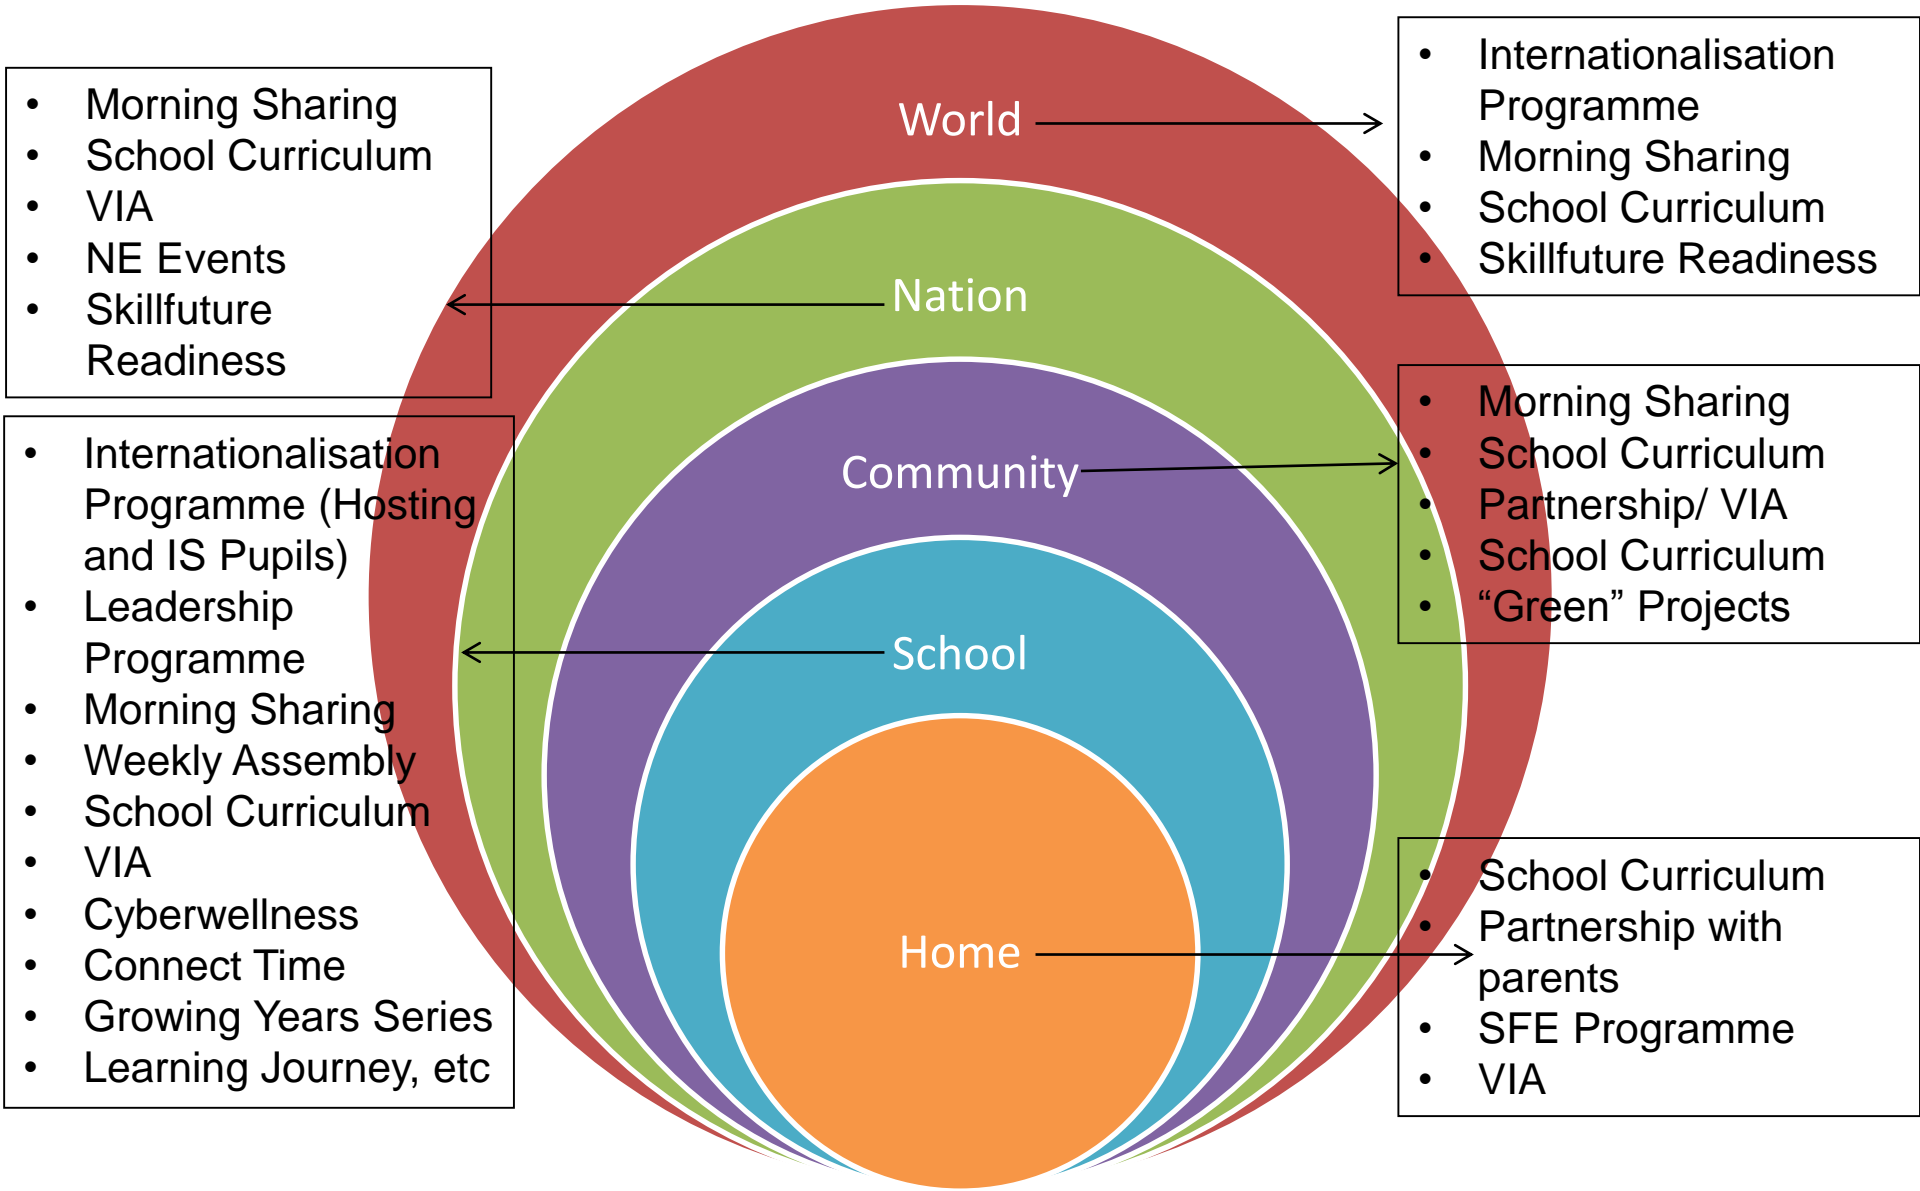 World
• Internationalisation
Programme
• Morning Sharing
• School Curriculum
• Skillfuture Readiness
Nation
• Morning Sharing
• School Curriculum
• VIA
• NE Events
• Skillfuture
Readiness
Community
• Morning Sharing
• School Curriculum
• Partnership/ VIA
• School Curriculum
• “Green” Projects
School
• Internationalisation
Programme (Hosting
and IS Pupils)
• Leadership
Programme
• Morning Sharing
• Weekly Assembly
• School Curriculum
• VIA
• Cyberwellness
• Connect Time
• Growing Years Series
• Learning Journey, etc
Home
• School Curriculum
• Partnership with
parents
• SFE Programme
• VIA